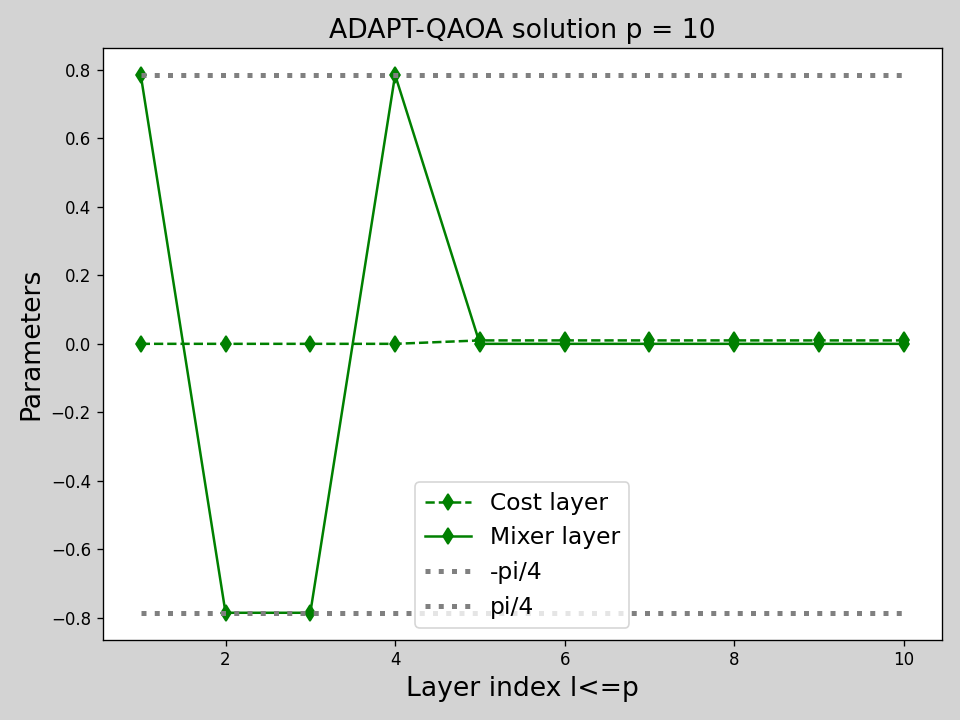 ADAPT-QAOA solution p = 10
Parameters
0.8
0.6
0.4
0.2
0.0
−0.2
−0.4
−0.6
−0.8
Cost layer
Mixer layer
-pi/4
pi/4
2
4
6
8
10
Layer index l<=p